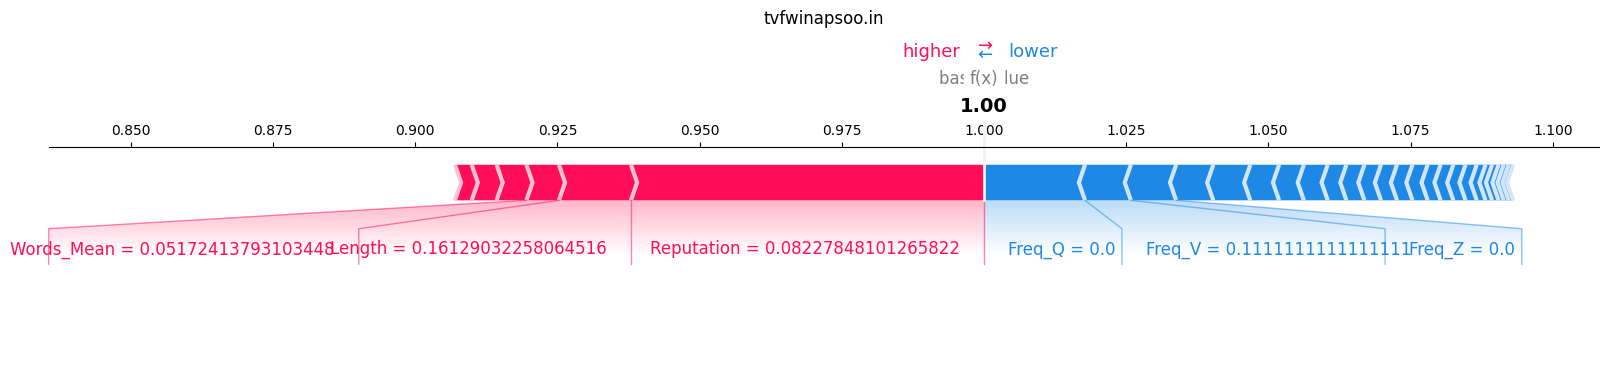 tvfwinapsoo.in
higher ⇄ lower
f(x)
1.00
0.850 0.875 0.900 0.925 0.950 0.975 1.000 1.025 1.050 1.075 1.100
Words_Mean = 0.05172413793103448 Length = 0.16129032258064516 Reputation = 0.08227848101265822 Freq_Q = 0.0 Freq_V = 0.1111111111111111 Freq_Z = 0.0